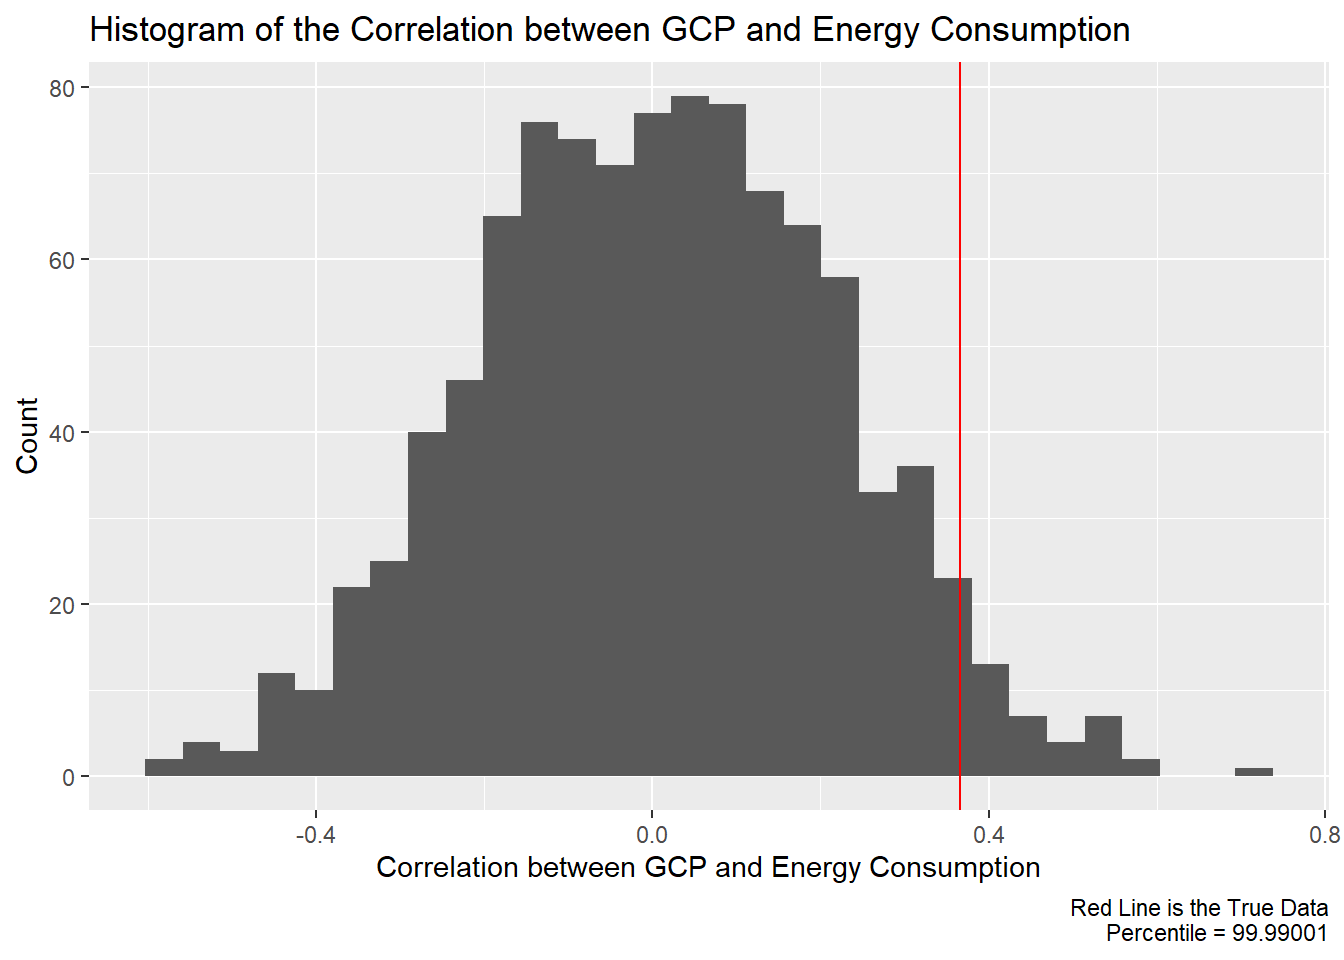 Histogram of the Correlation between GCP and Energy Consumption
80
60
40
20
0
Count
-0.4
0.0
0.4
0.8
Correlation between GCP and Energy Consumption
Red Line is the True Data
Percentile = 99.99001